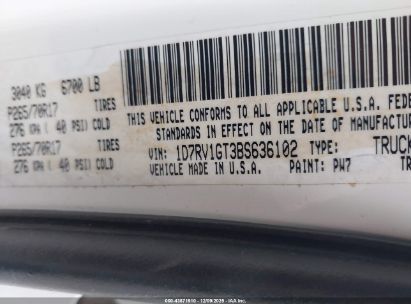 3040 KG 6700 LB
P265/70R17 TIRES
276 KPA ( 40 PSI) COLD
P265/70R17 TIRES
276 KPA ( 40 PSI) COLD
THIS VEHICLE CONFORMS TO ALL APPLICABLE U.S.A. FED
STANDARDS IN EFFECT ON THE DATE OF MANUFACTUR
VIN: 1D7RV1GT3BS636102 TYPE: TRUCK
VEHICLE MADE IN U.S.A. PAINT: PW7